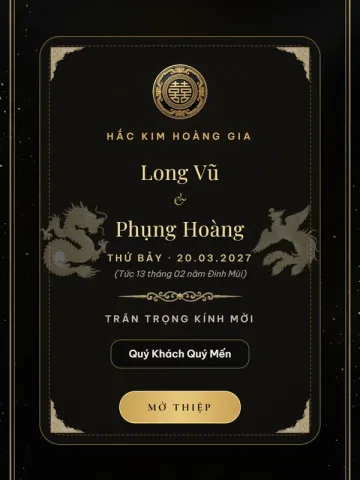 HẮC KIM HOÀNG GIA
Long Vũ
&
Phụng Hoàng
THỨ BẢY · 20.03.2027
(Tức 13 tháng 02 năm Đinh Mùi)
TRÂN TRỌNG KÍNH MỜI
Quý Khách Quý Mến
MỞ THIỆP